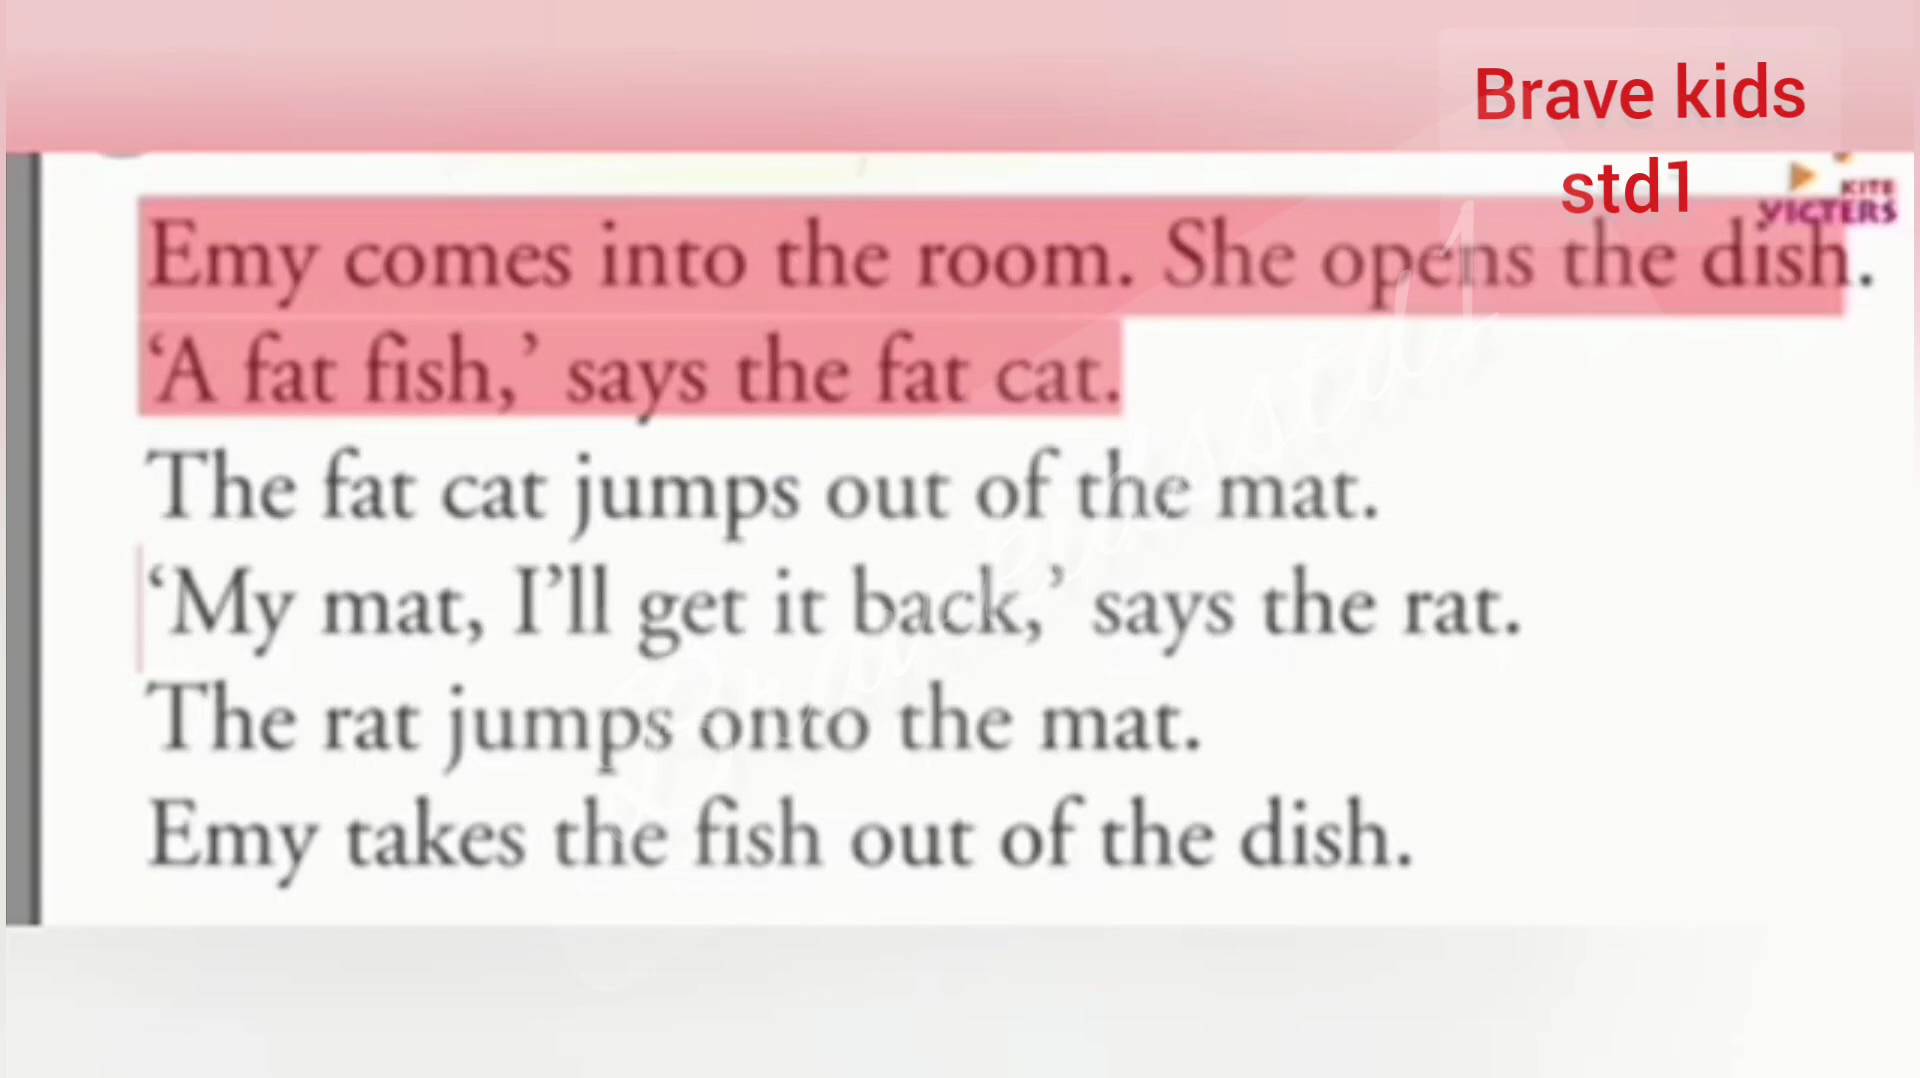 Brave kids
std1
KITE
VICTERS
Emy comes into the room. She opens the dish.
‘A fat fish,’ says the fat cat.
The fat cat jumps out of the mat.
‘My mat, I’ll get it back,’ says the rat.
The rat jumps onto the mat.
Emy takes the fish out of the dish.